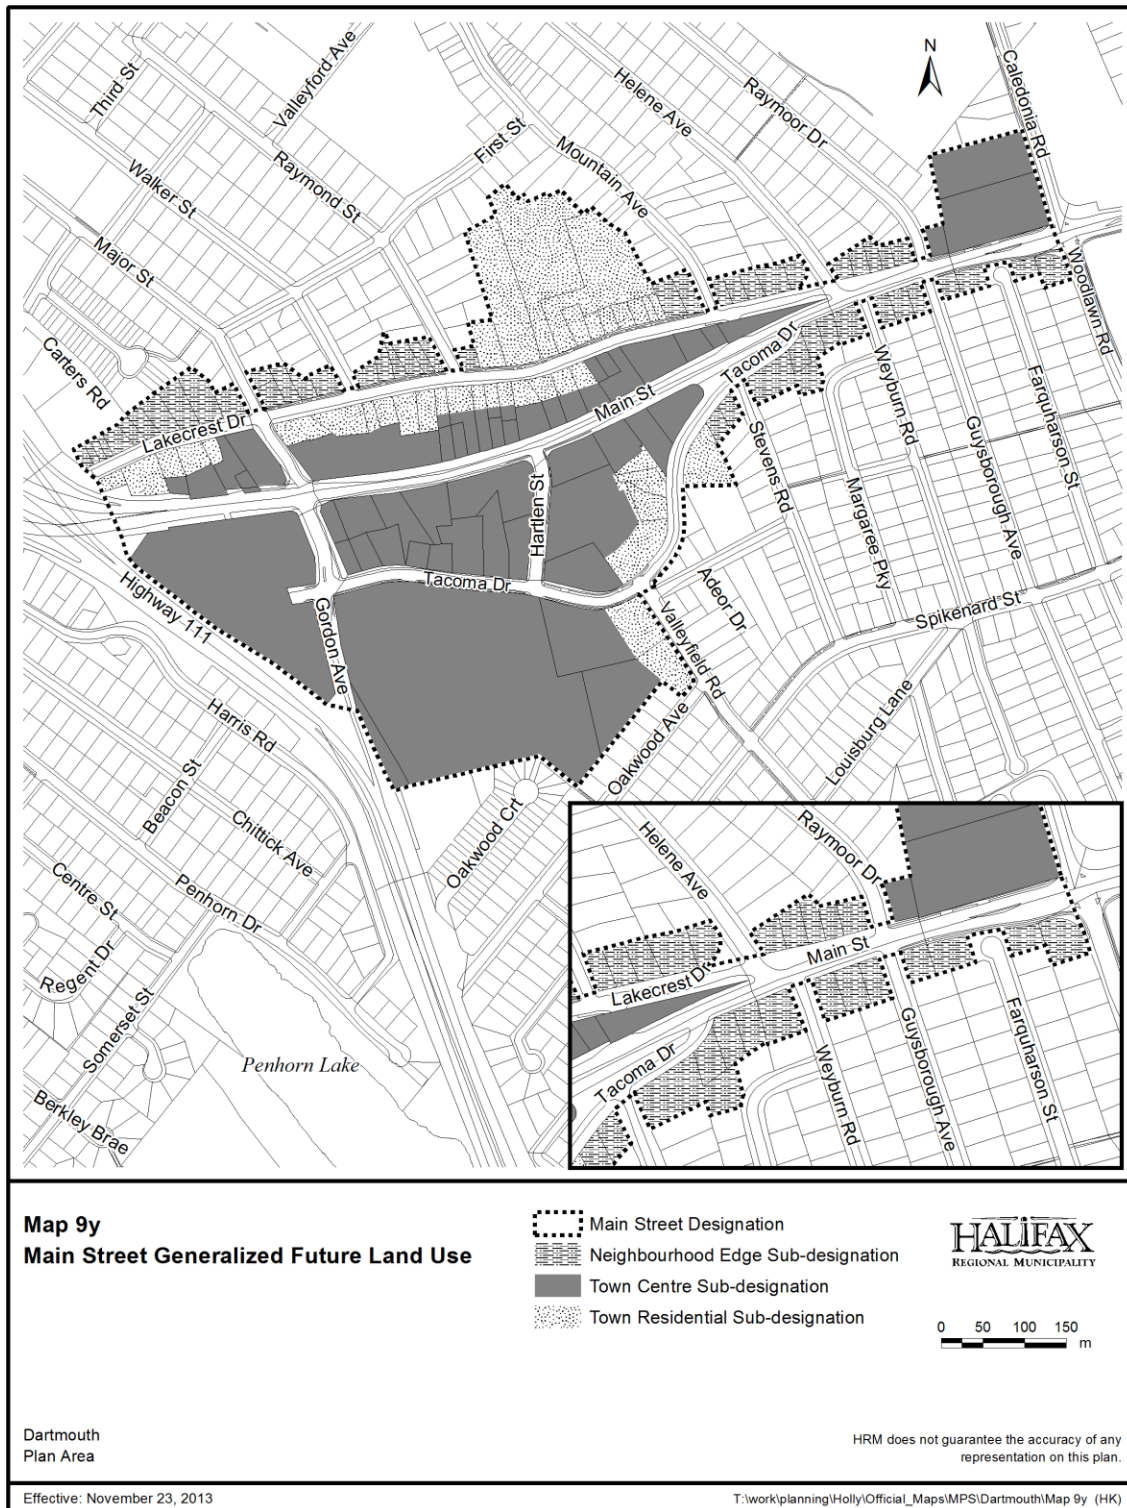 N
Third St
Valleyford Ave
Helene Ave
Raymoor Dr
Caledonia Rd
First St
Mountain Ave
Walker St
Raymond St
Major St
Woodlawn Rd
Carters Rd
Lakecrest Dr
Main St
Tacoma Dr
Weyburn Rd
Farquharson St
Guysborough Ave
Stevens Rd
Margaree Pky
Hartlen St
Tacoma Dr
Highway 111
Gordon Ave
Adeor Dr
Valleyfield Rd
Spikenard St
Harris Rd
Louisburg Lane
Oakwood Ave
Beacon St
Chittick Ave
Oakwood Crt
Centre St
Penhorn Dr
Regent Dr
Somerset St
Penhorn Lake
Berkley Brae
Helene Ave
Raymoor Dr
Main St
Lakecrest Dr
Tacoma Dr
Weyburn Rd
Guysborough Ave
Farquharson St
Map 9y
Main Street Generalized Future Land Use
Main Street Designation
Neighbourhood Edge Sub-designation
Town Centre Sub-designation
Town Residential Sub-designation
HALIFAX
REGIONAL MUNICIPALITY
0 50 100 150
m
Dartmouth
Plan Area
HRM does not guarantee the accuracy of any
representation on this plan.
Effective: November 23, 2013
T:\work\planning\Holly\Official_Maps\MPS\Dartmouth\Map 9y (HK)